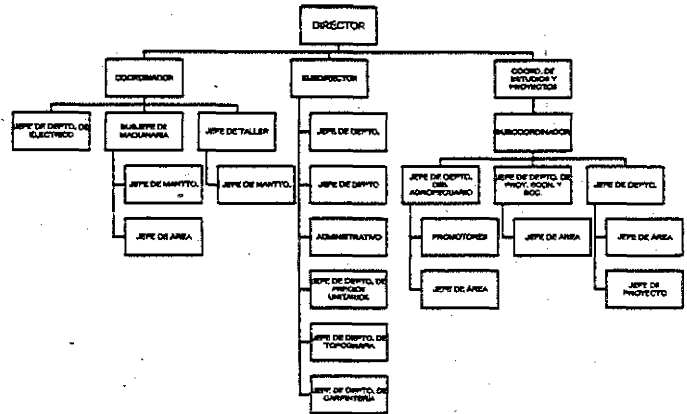 DIRECTOR
COORDINADOR
SUBDIRECTOR
COORD. DE
ESTUDIOS Y
PROYECTOS
JEFE DE DEPTO. DE
ELECTRICO
SUBJEFE DE
MAQUINARIA
JEFE DE TALLER
JEFE DE DEPTO.
SUBCOORDINADOR
JEFE DE MANTTO.
JEFE DE MANTTO.
JEFE DE DEPTO
JEFE DE DEPTO.
AGROPECUARIO
JEFE DE DEPTO. DE
PROY. ECON. Y
SOC.
JEFE DE DEPTO.
JEFE DE AREA
ADMINISTRATIVO
PROMOTORES
JEFE DE AREA
JEFE DE AREA
JEFE DE DEPTO. DE
PRECIOS
UNITARIOS
JEFE DE ÁREA
JEFE DE
PROYECTO
JEFE DE DEPTO. DE
TOPOGRAFIA
JEFE DE DEPTO. DE
CARPINTERÍA